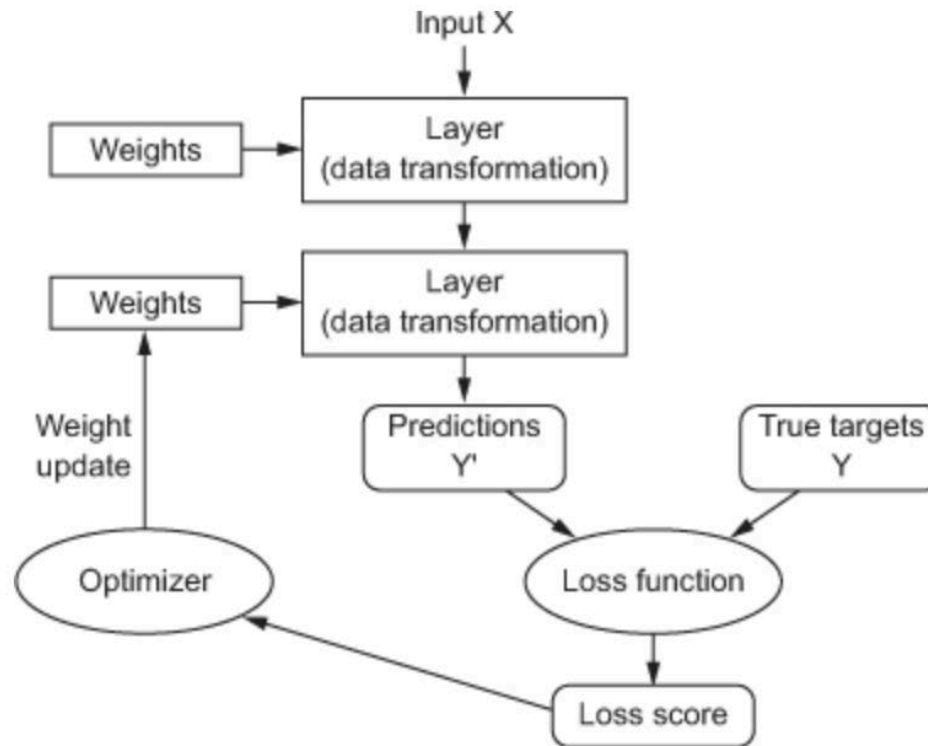 Input X
Weights
Layer
(data transformation)
Weights
Layer
(data transformation)
Weight
update
Predictions
Y'
True targets
Y
Optimizer
Loss function
Loss score